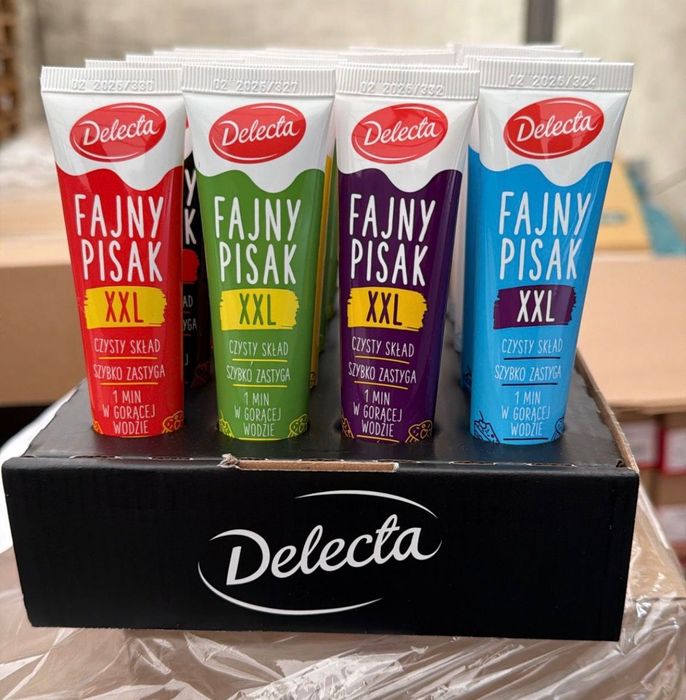 02 2026/330
Delecta
FAJNY
PISAK
XXL
CZYSTY SKŁAD
SZYBKO ZASTYGA
1 MIN
W GORĄCEJ
WODZIE
02 2026/327
Delecta
FAJNY
PISAK
XXL
CZYSTY SKŁAD
SZYBKO ZASTYGA
1 MIN
W GORĄCEJ
WODZIE
02 2026/332
Delecta
FAJNY
PISAK
XXL
CZYSTY SKŁAD
SZYBKO ZASTYGA
1 MIN
W GORĄCEJ
WODZIE
02 2026/324
Delecta
FAJNY
PISAK
XXL
CZYSTY SKŁAD
SZYBKO ZASTYGA
1 MIN
W GORĄCEJ
WODZIE
Delecta